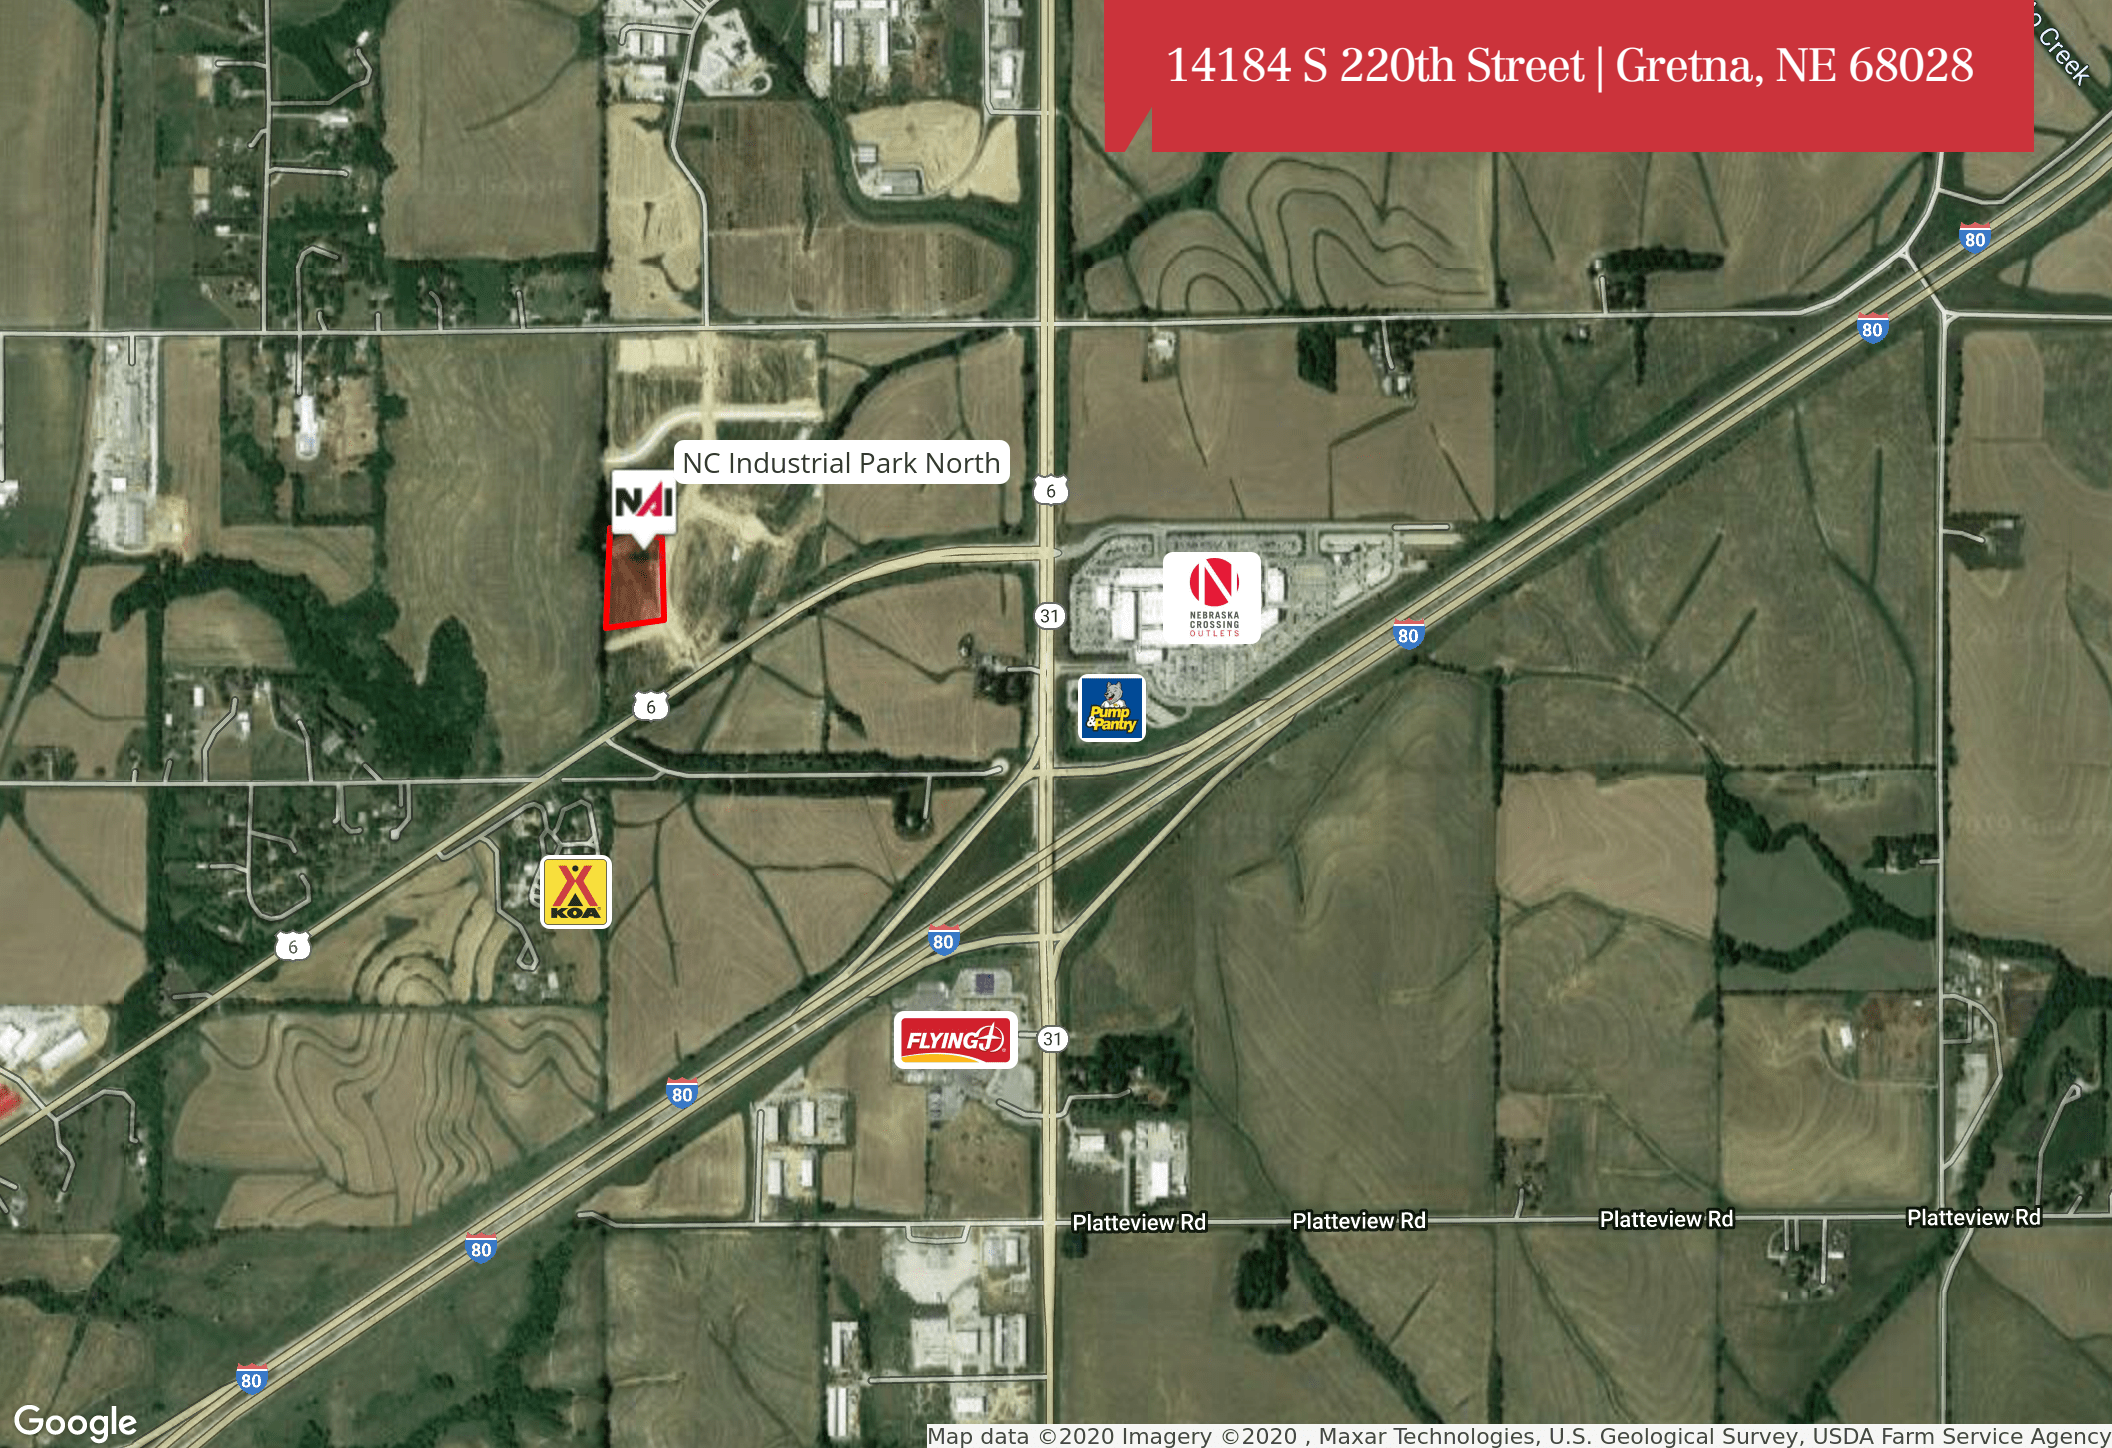 14184 S 220th Street | Gretna, NE 68028
Creek
80
80
NC Industrial Park North
NAI
6
31
NEBRASKA
CROSSING
OUTLETS
80
6
Pump
& Pantry
KOA
6
80
FLYING J
31
80
Platteview Rd
Platteview Rd
Platteview Rd
Platteview Rd
80
80
Google
Map data ©2020 Imagery ©2020 , Maxar Technologies, U.S. Geological Survey, USDA Farm Service Agency